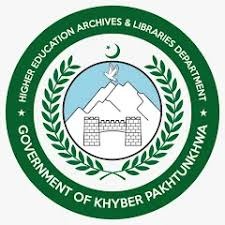 HIGHER EDUCATION ARCHIVES & LIBRARIES DEPARTMENT
GOVERNMENT OF KHYBER PAKHTUNKHWA